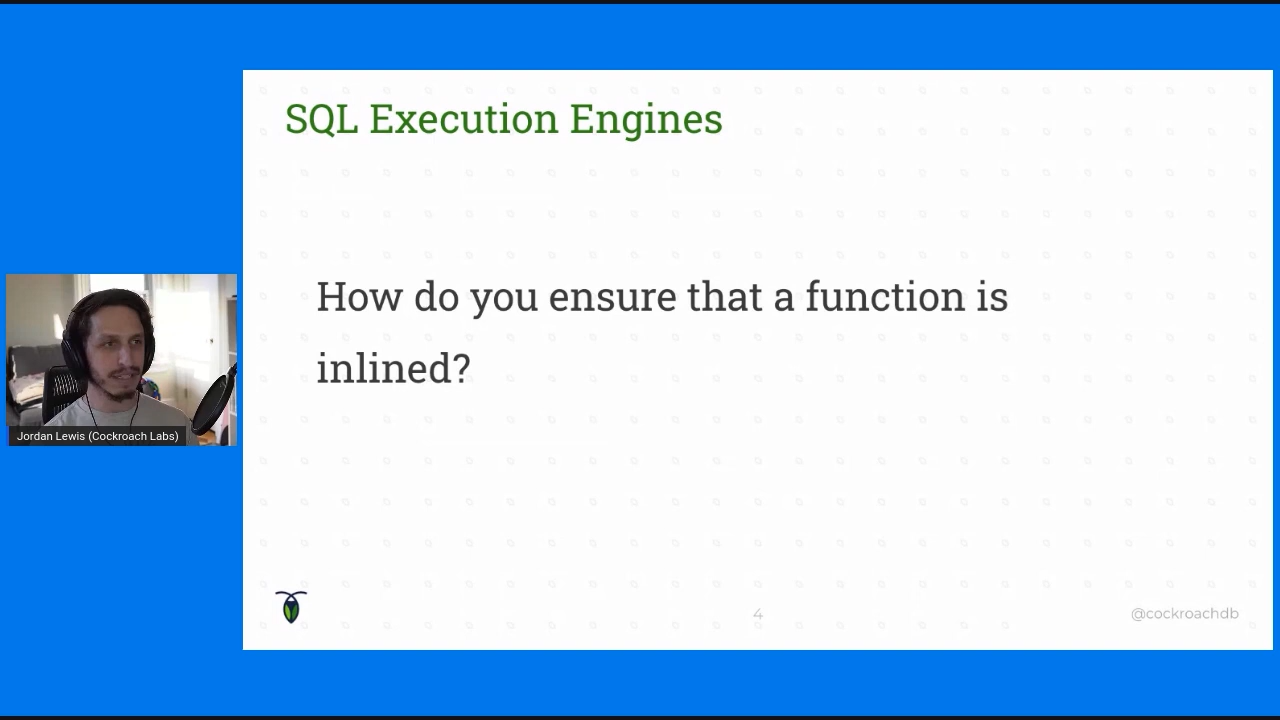 SQL Execution Engines
How do you ensure that a function is
inlined?
Jordan Lewis (Cockroach Labs)
4
@cockroachdb